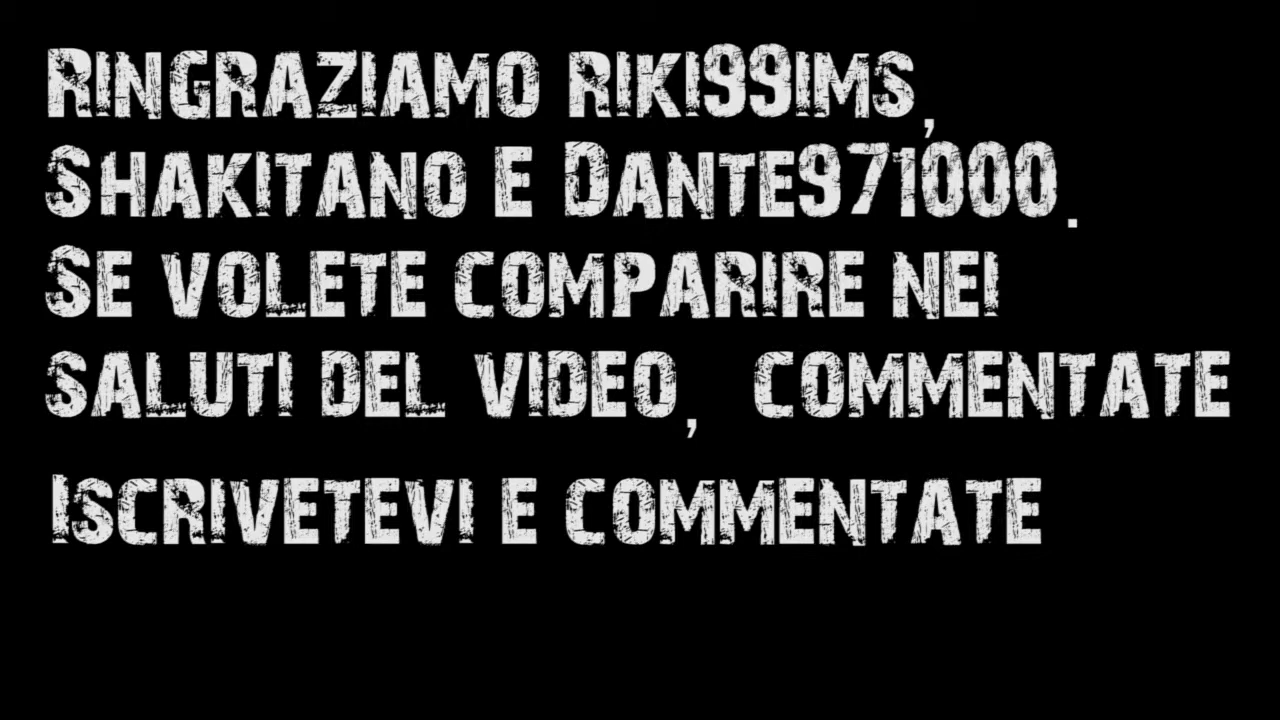 Ringraziamo riki99ims,
Shakitano e Dante971000.
Se volete comparire nei
saluti del video, commentate
Iscrivetevi e commentate